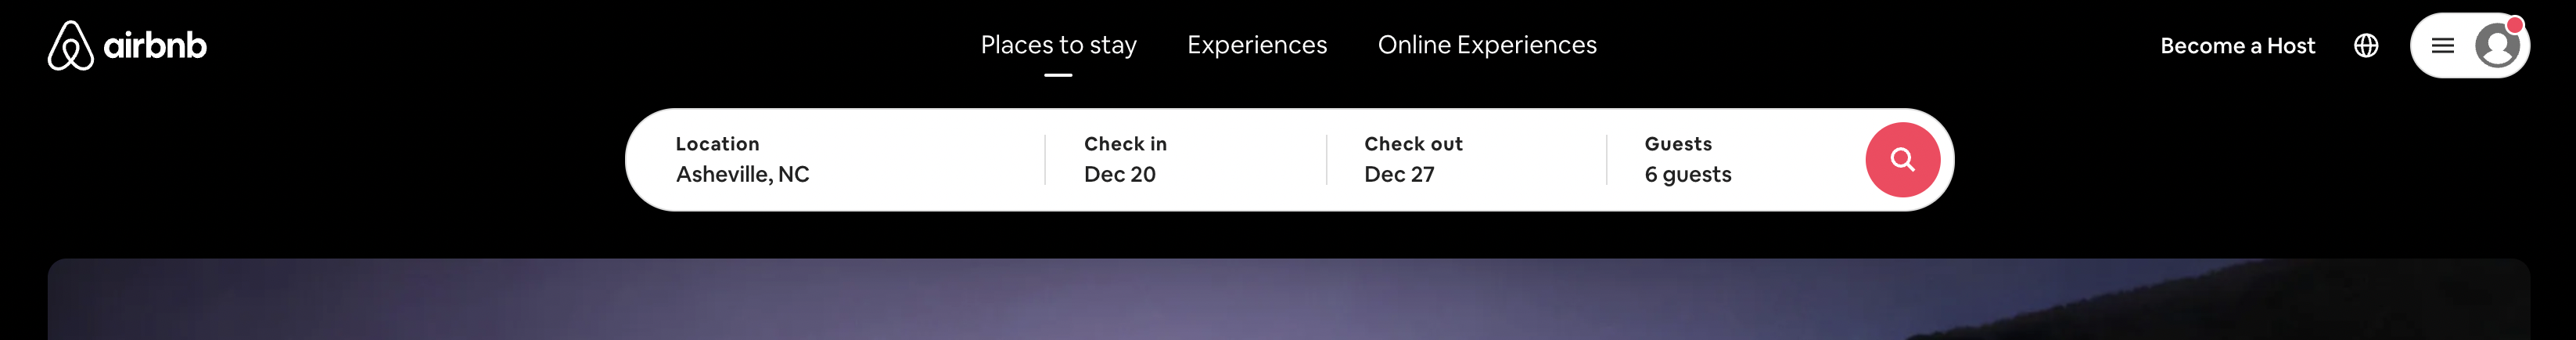 airbnb
Places to stay
Experiences
Online Experiences
Become a Host
Location
Asheville, NC
Check in
Dec 20
Check out
Dec 27
Guests
6 guests